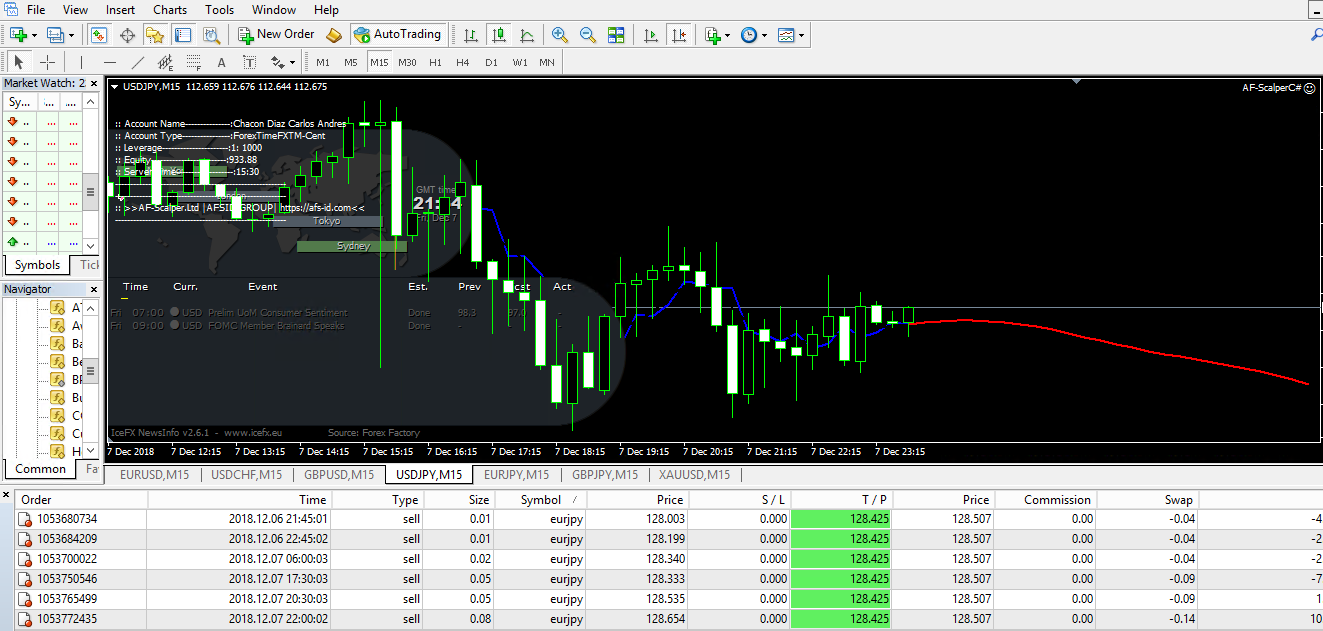 File View Insert Charts Tools Window Help
New Order AutoTrading
M1 M5 M15 M30 H1 H4 D1 W1 MN
Market Watch: 2
Sy...
Symbols Tick
Navigator
Common Fa
USDJPY,M15 112.659 112.676 112.644 112.675
AF-ScalperC#
:: Account Name---------------:Chacon Diaz Carlos Andres
:: Account Type---------------:ForexTimeFXTM-Cent
:: Leverage---------------------:1: 1000
:: Equity------------------------:933.88
:: Server Time-----------------:15:30
:: >>AF-Scalper.Ltd |AFSID GROUP| https://afs-id.com<<
GMT time
Fri, Dec 7
Tokyo
Sydney
Time Curr. Event Est. Prev Fcst Act
Fri 07:00 USD Prelim UoM Consumer Sentiment Done 98.3 97.0 -
Fri 09:00 USD FOMC Member Brainard Speaks Done - -
IceFX NewsInfo v2.6.1 - www.icefx.eu Source: Forex Factory
7 Dec 2018 7 Dec 12:15 7 Dec 13:15 7 Dec 14:15 7 Dec 15:15 7 Dec 16:15 7 Dec 17:15 7 Dec 18:15 7 Dec 19:15 7 Dec 20:15 7 Dec 21:15 7 Dec 22:15 7 Dec 23:15
EURUSD,M15 USDCHF,M15 GBPUSD,M15 USDJPY,M15 EURJPY,M15 GBPJPY,M15 XAUUSD,M15
Order Time Type Size Symbol / Price S / L T / P Price Commission Swap
1053680734 2018.12.06 21:45:01 sell 0.01 eurjpy 128.003 0.000 128.425 128.507 0.00 -0.04 -4
1053684209 2018.12.06 22:45:02 sell 0.01 eurjpy 128.199 0.000 128.425 128.507 0.00 -0.04 -2
1053700022 2018.12.07 06:00:03 sell 0.02 eurjpy 128.340 0.000 128.425 128.507 0.00 -0.04 -2
1053750546 2018.12.07 17:30:03 sell 0.05 eurjpy 128.333 0.000 128.425 128.507 0.00 -0.09 -7
1053765499 2018.12.07 20:30:03 sell 0.05 eurjpy 128.535 0.000 128.425 128.507 0.00 -0.09 1
1053772435 2018.12.07 22:00:02 sell 0.08 eurjpy 128.654 0.000 128.425 128.507 0.00 -0.14 10